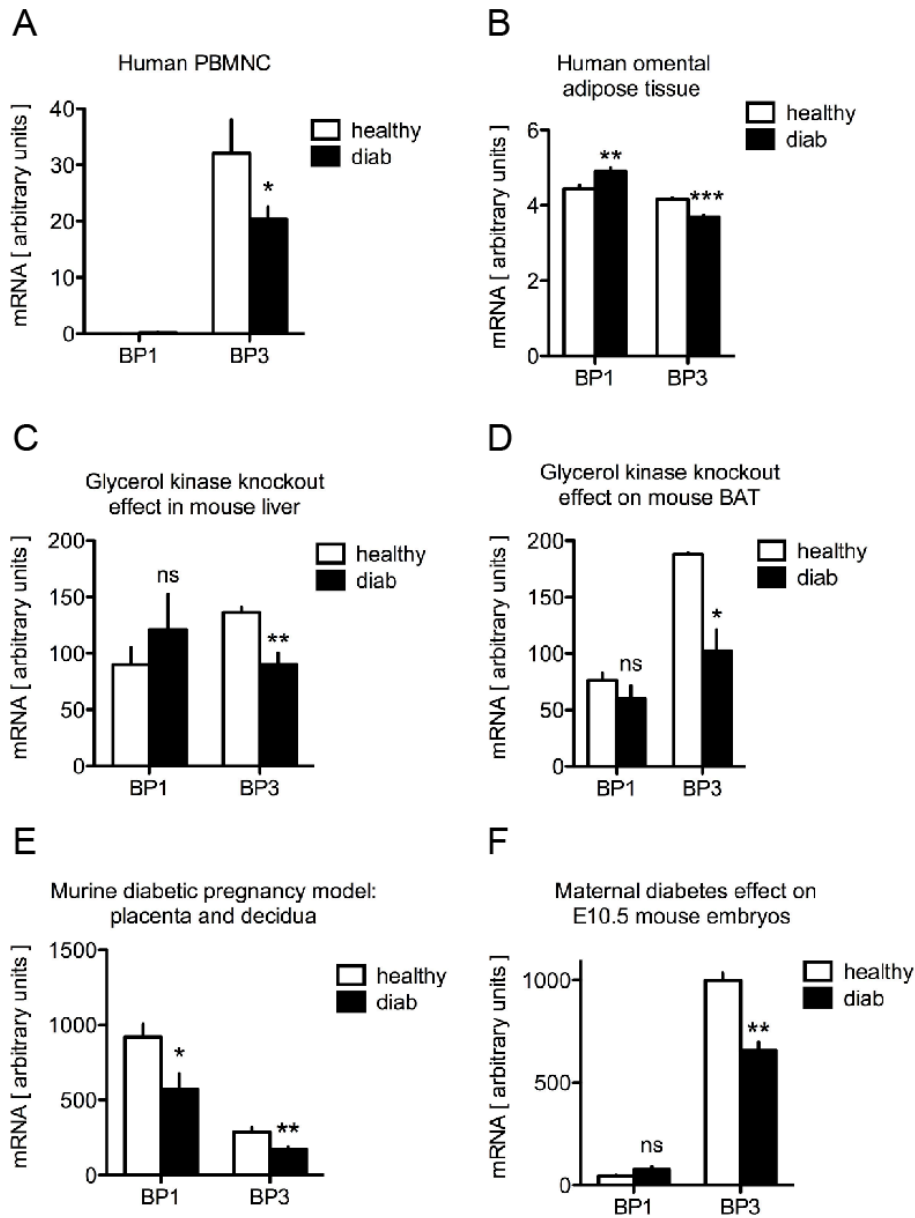 A
Human PBMNC
mRNA [ arbitrary units ]
40
30
20
10
0
*
BP1
BP3
healthy
diab
B
Human omental
adipose tissue
mRNA [ arbitrary units ]
6
4
2
0
**
***
BP1
BP3
healthy
diab
C
Glycerol kinase knockout
effect in mouse liver
mRNA [ arbitrary units ]
200
150
100
50
0
ns
**
BP1
BP3
healthy
diab
D
Glycerol kinase knockout
effect on mouse BAT
mRNA [ arbitrary units ]
200
150
100
50
0
ns
*
BP1
BP3
healthy
diab
E
Murine diabetic pregnancy model:
placenta and decidua
mRNA [ arbitrary units ]
1500
1000
500
0
*
**
BP1
BP3
healthy
diab
F
Maternal diabetes effect on
E10.5 mouse embryos
mRNA [ arbitrary units ]
1000
500
0
ns
**
BP1
BP3
healthy
diab